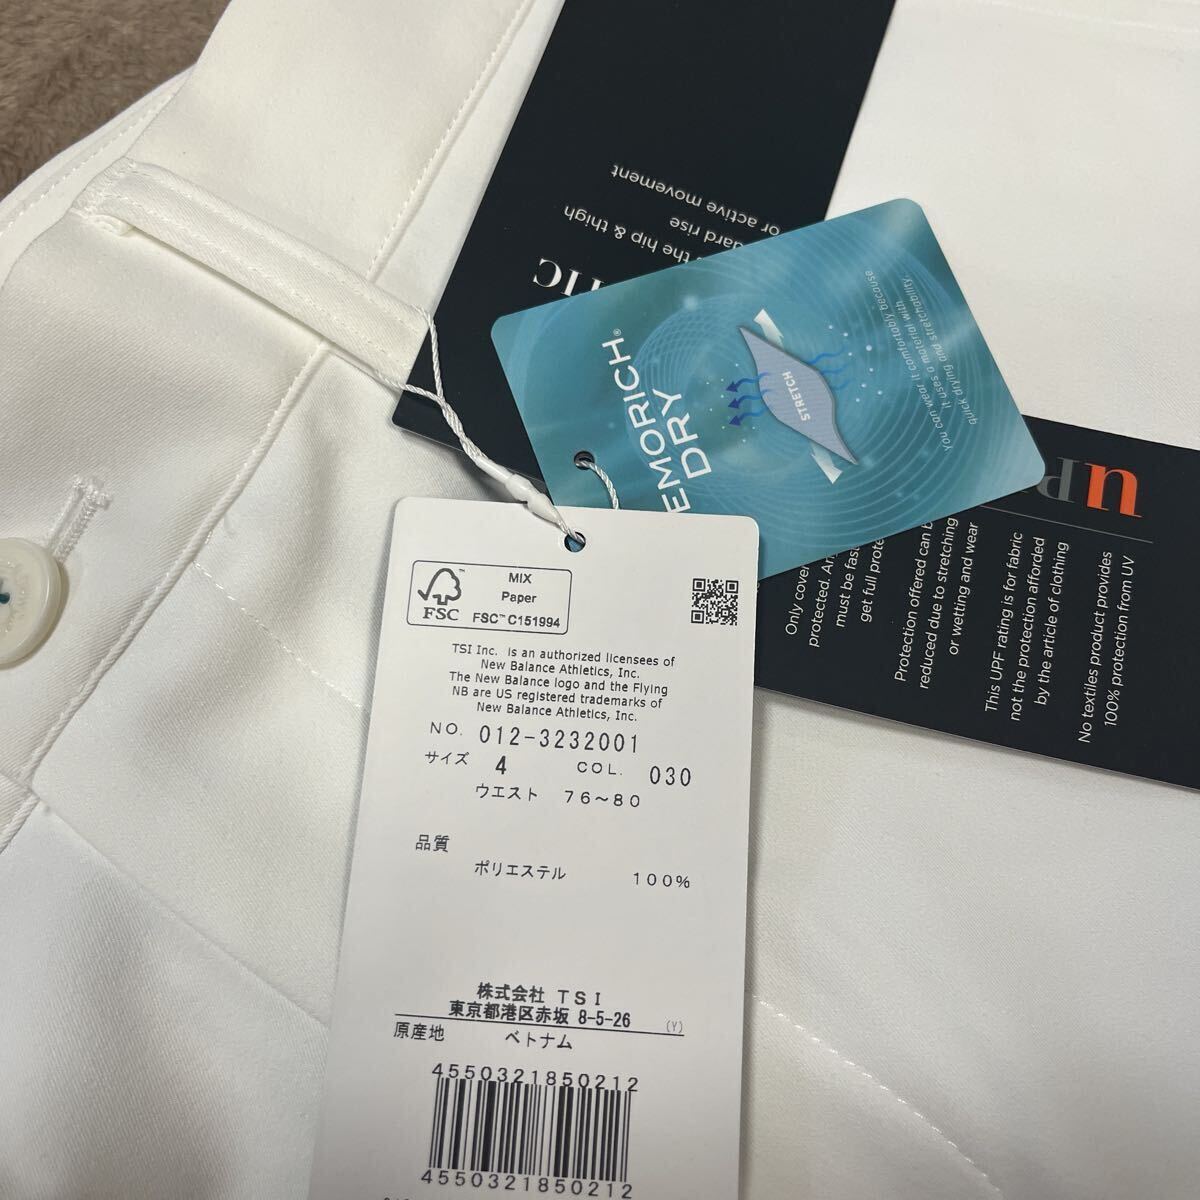 the hip & thigh
dard rise
or active movement
TIC
EMORICH®
DRY
STRETCH
You can wear it comfortably because
it uses a material with
quick drying and stretchability.
UP
Only cover
protected. An
must be fas
get full prote
Protection offered can b
reduced due to stretching
or wetting and wear
This UPF rating is for fabric
not the protection afforded
by the article of clothing
No textiles product provides
100% protection from UV
FSC
MIX
Paper
FSC™ C151994
TSI Inc. is an authorized licensees of
New Balance Athletics, Inc.
The New Balance logo and the Flying
NB are US registered trademarks of
New Balance Athletics, Inc.
NO. 012-3232001
サイズ 4 COL. 030
ウエスト 76~80
品質
ポリエステル 100%
株式会社 TSI
東京都港区赤坂 8-5-26 (Y)
原産地 ベトナム
4550321850212
4550321850212